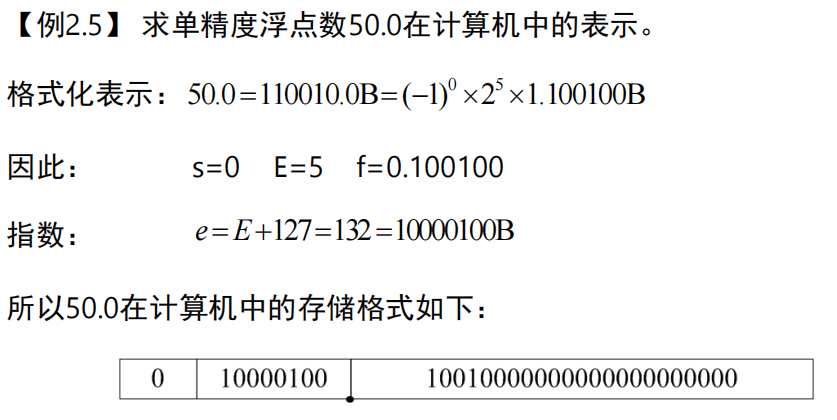 【例2.5】 求单精度浮点数50.0在计算机中的表示。
格式化表示：50.0=110010.0B=(−1)⁰×2⁵×1.100100B
因此： s=0 E=5 f=0.100100
指数： e=E+127=132=10000100B
所以50.0在计算机中的存储格式如下：
0 10000100 10010000000000000000000